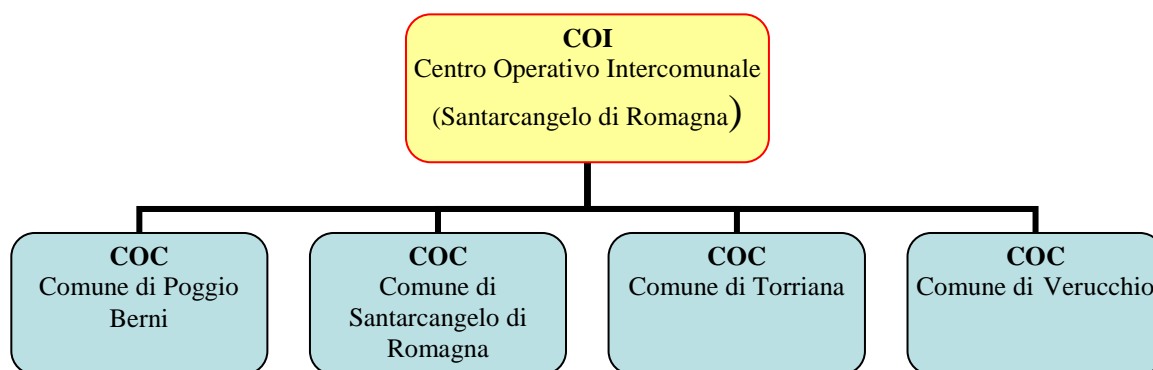 COI
Centro Operativo Intercomunale
(Santarcangelo di Romagna)
COC
Comune di Poggio
Berni
COC
Comune di
Santarcangelo di
Romagna
COC
Comune di Torriana
COC
Comune di Verucchio